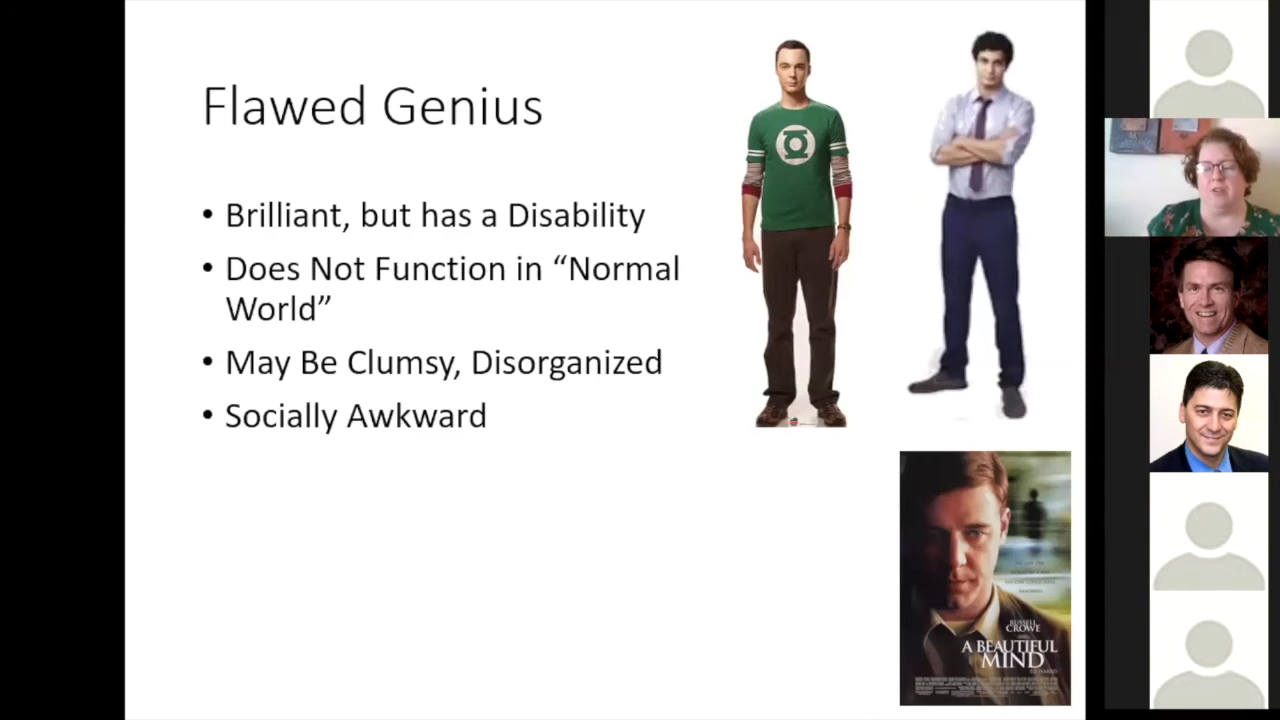 Flawed Genius
• Brilliant, but has a Disability
• Does Not Function in “Normal
World”
• May Be Clumsy, Disorganized
• Socially Awkward
RUSSELL
CROWE
A BEAUTIFUL
MIND